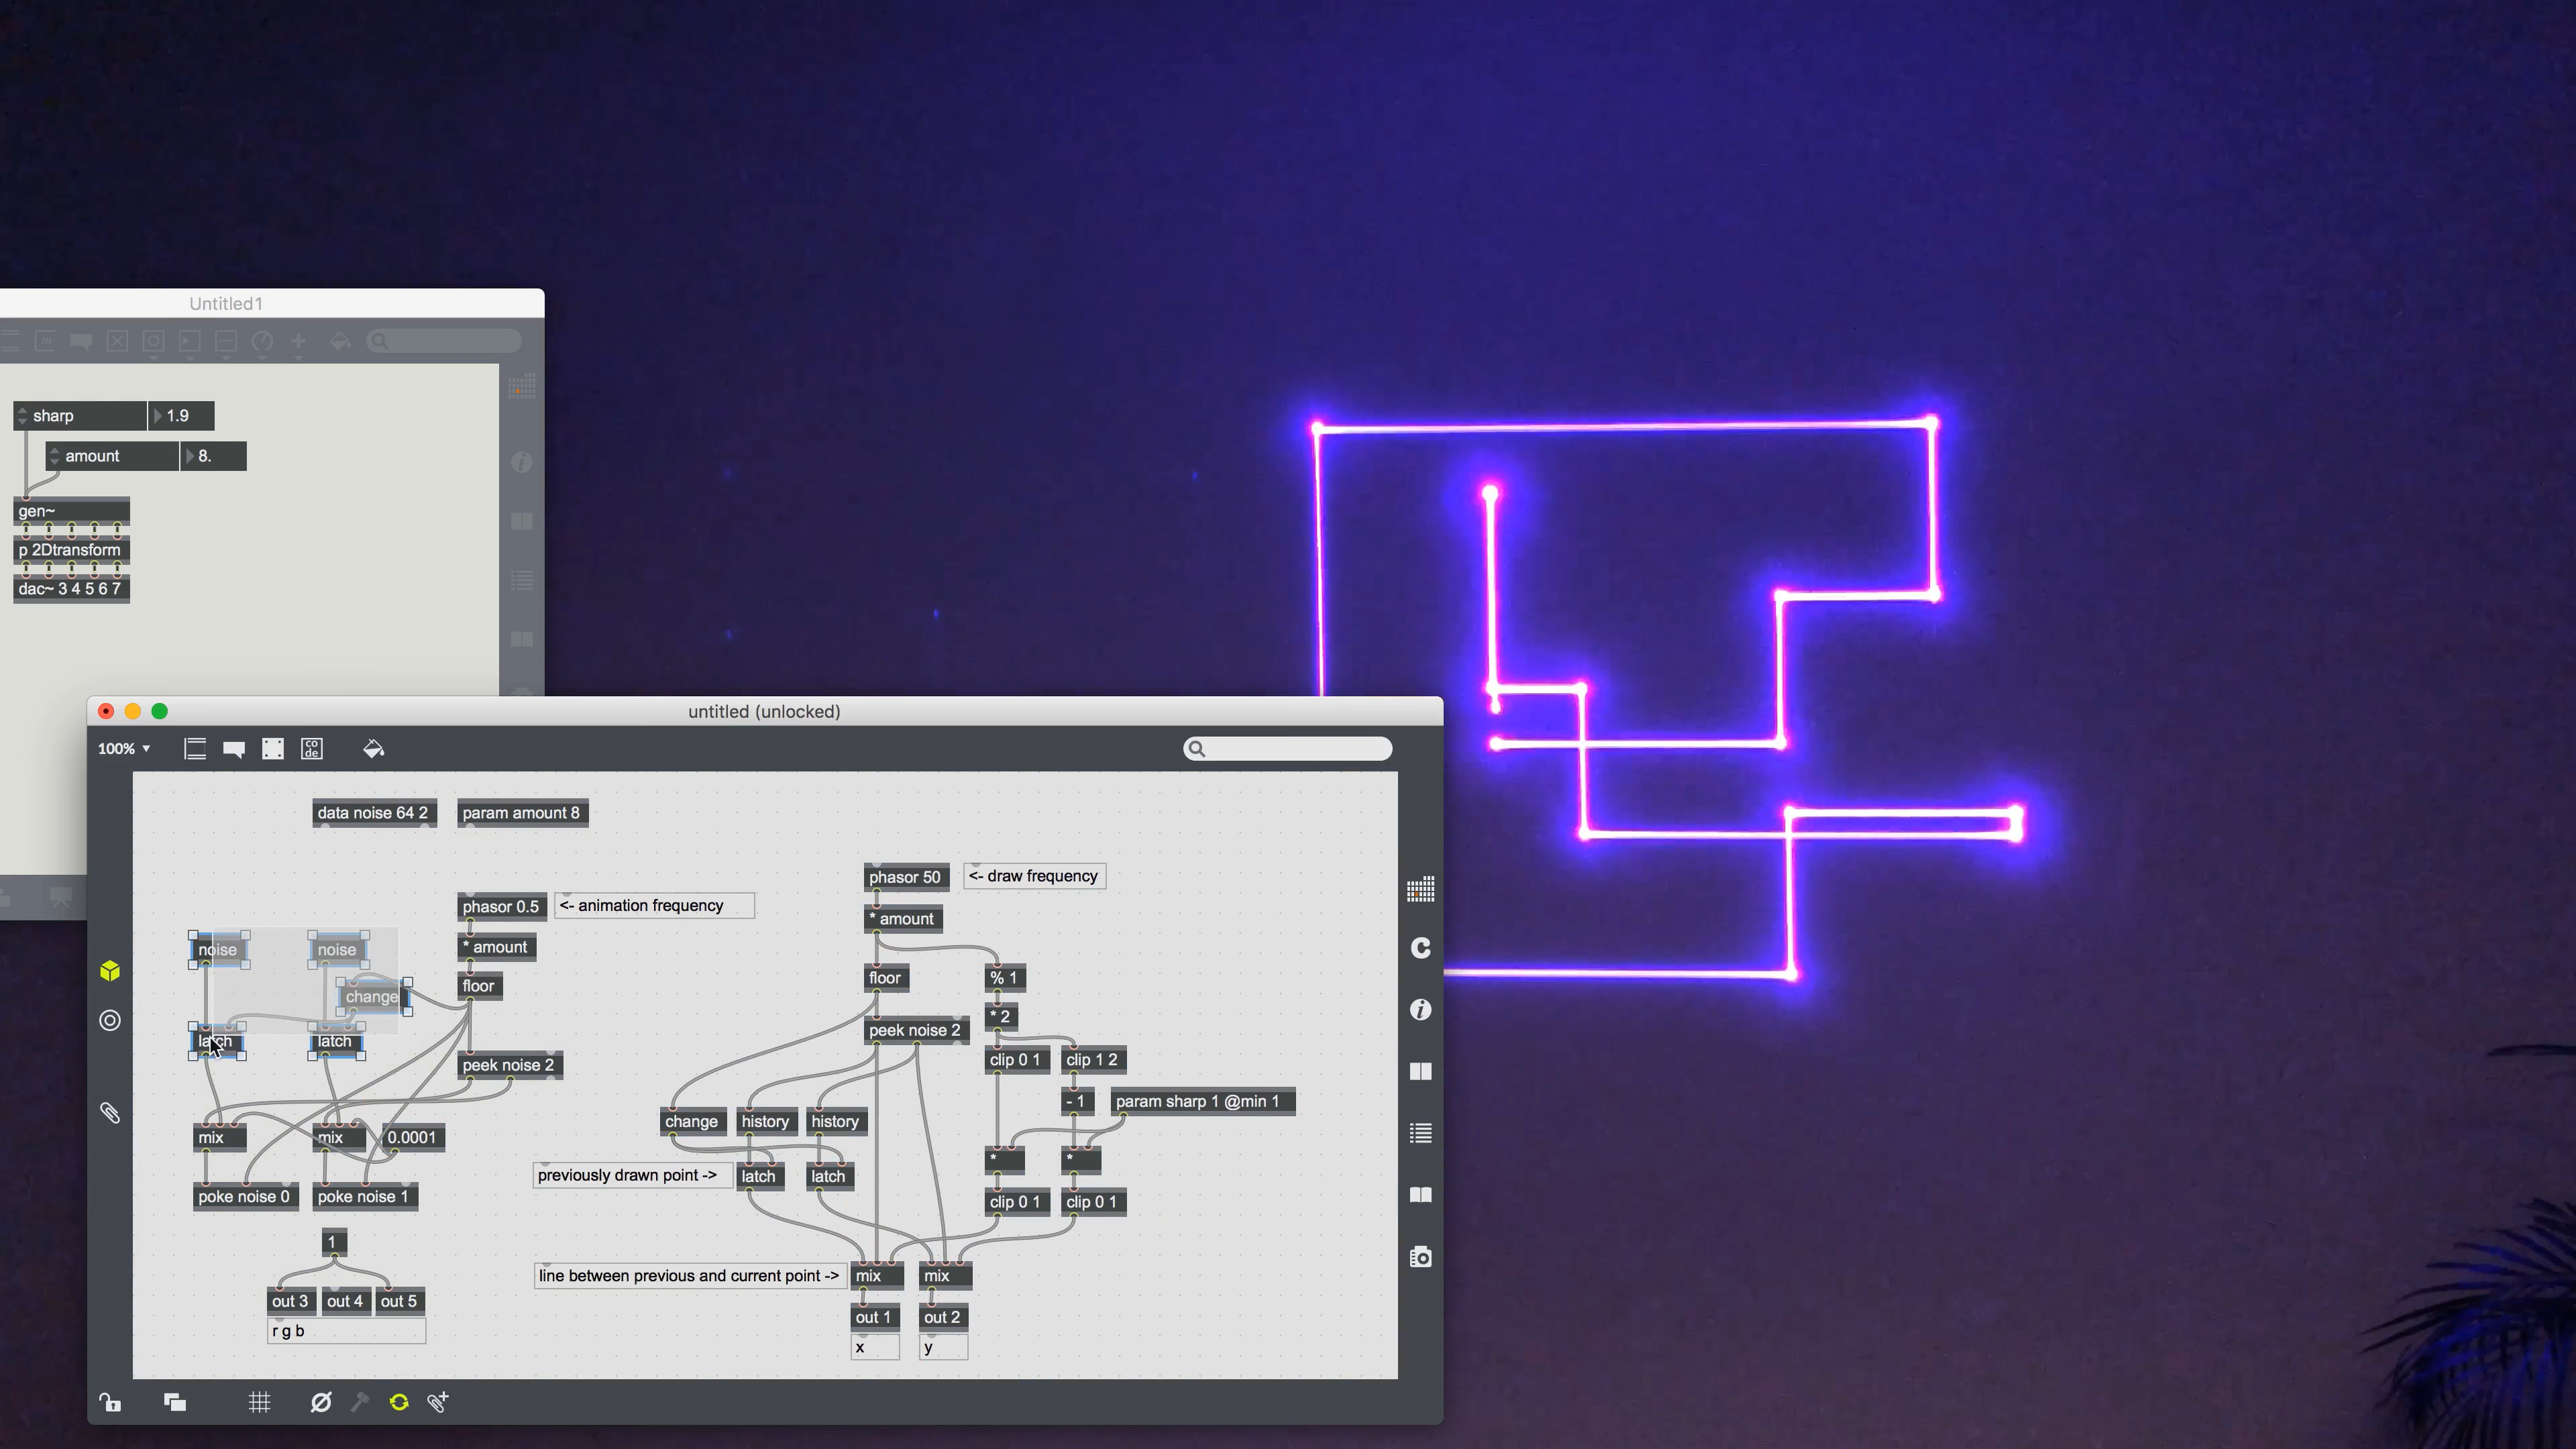 Untitled1
sharp 1.9
amount 8.
gen~
p 2Dtransform
dac~ 3 4 5 6 7
untitled (unlocked)
100%
co
de
data noise 64 2
param amount 8
phasor 50
<- draw frequency
phasor 0.5
<- animation frequency
* amount
* amount
noise
noise
floor
% 1
floor
change
* 2
peek noise 2
latch
latch
clip 0 1
clip 1 2
peek noise 2
- 1
param sharp 1 @min 1
change
history
history
mix
mix
0.0001
*
*
previously drawn point ->
latch
latch
poke noise 0
poke noise 1
clip 0 1
clip 0 1
1
line between previous and current point ->
mix
mix
out 3
out 4
out 5
out 1
out 2
r g b
x
y